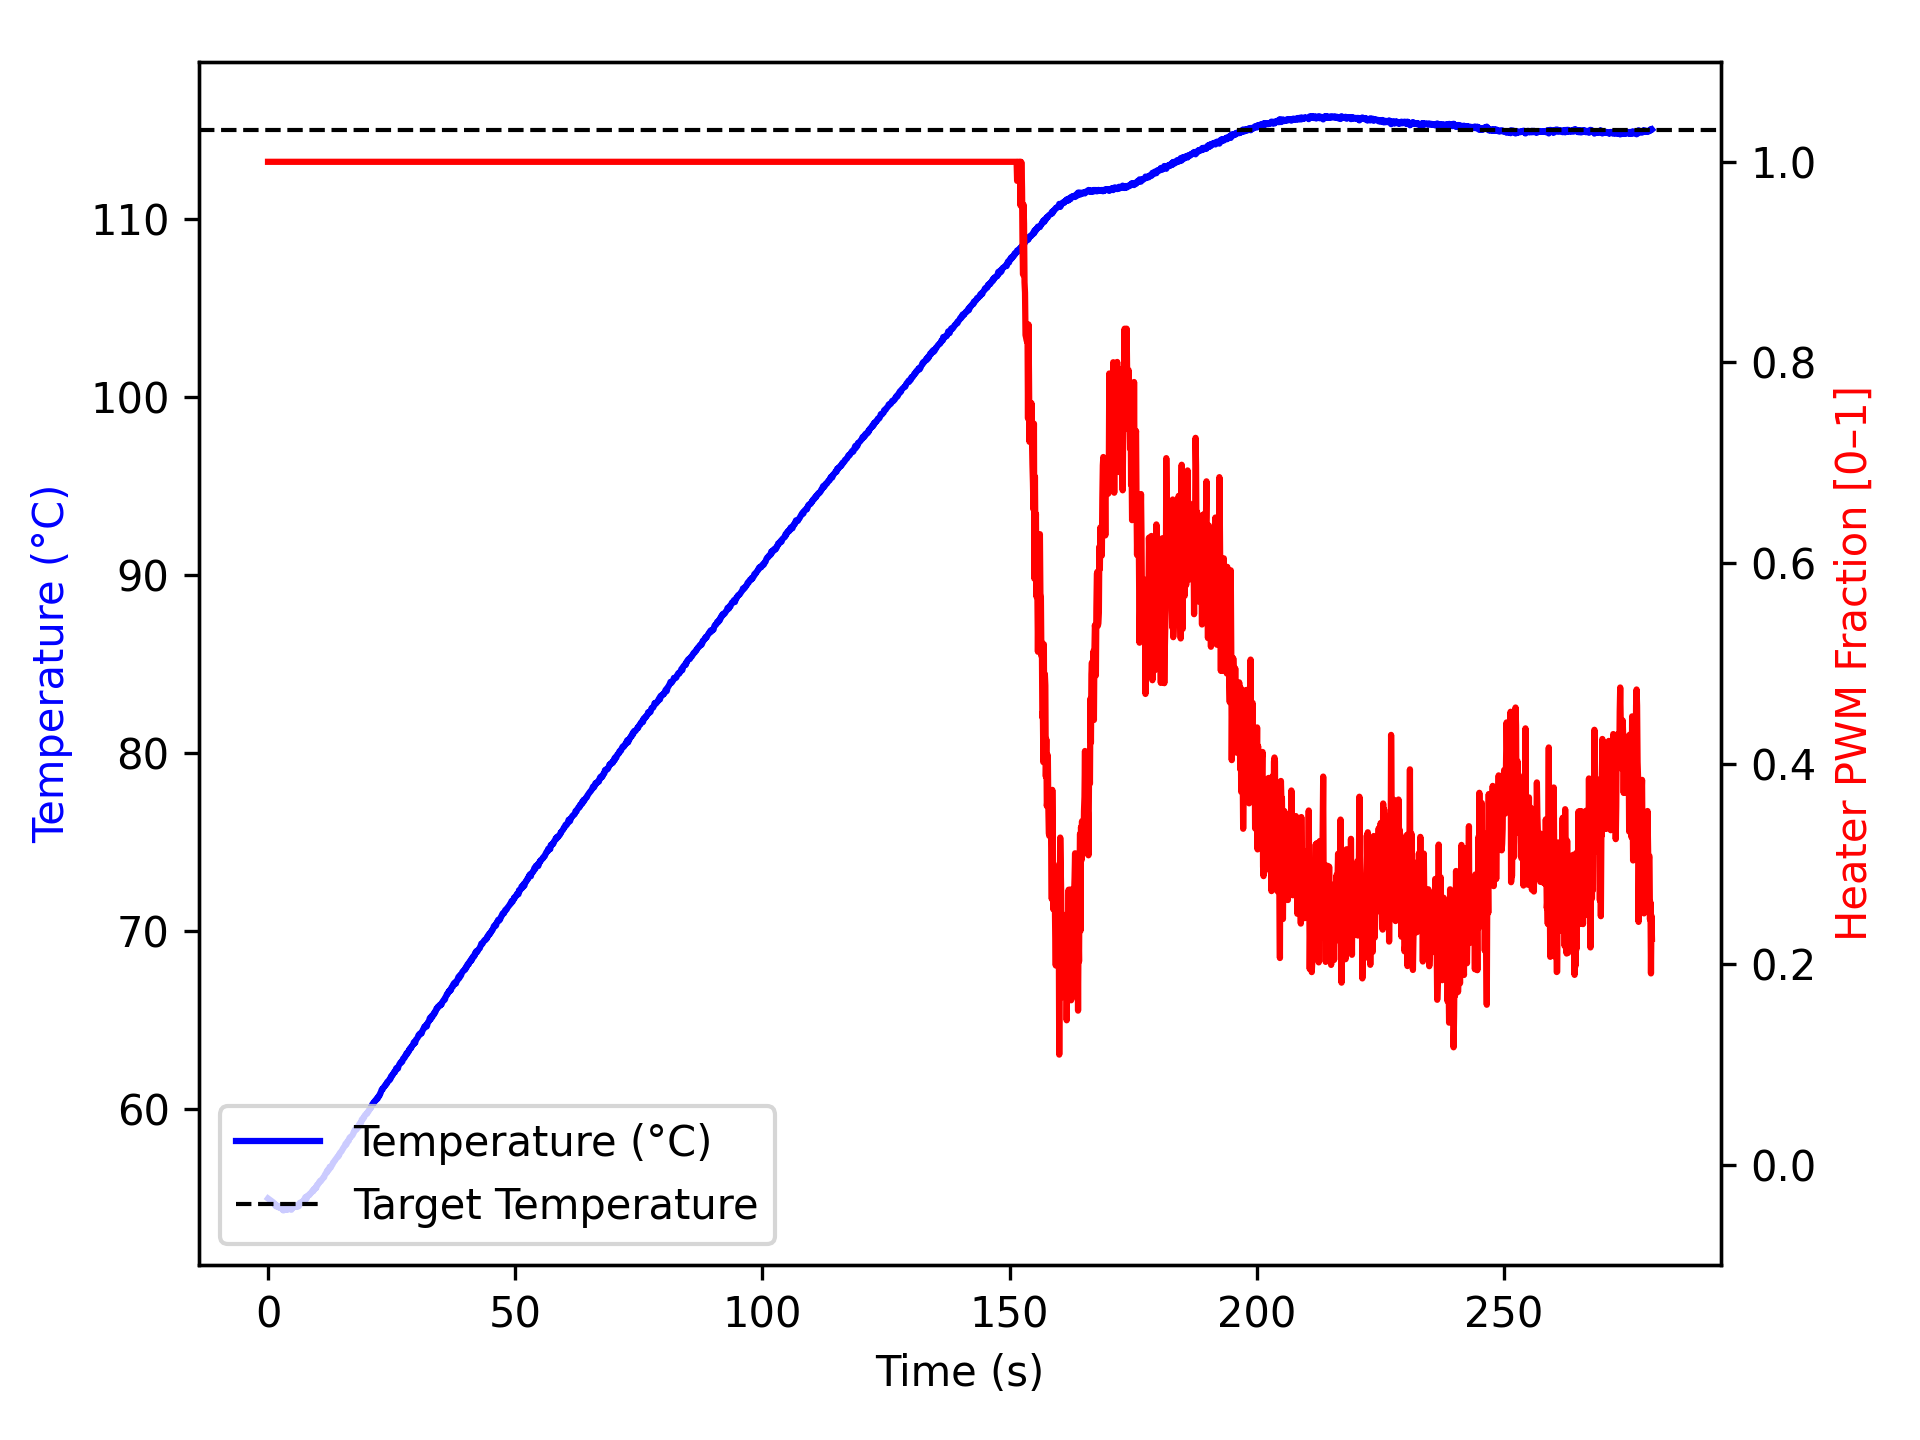 110
100
90
80
70
60
Temperature (°C)
1.0
0.8
0.6
0.4
0.2
0.0
Heater PWM Fraction [0–1]
Temperature (°C)
Target Temperature
0 50 100 150 200 250
Time (s)